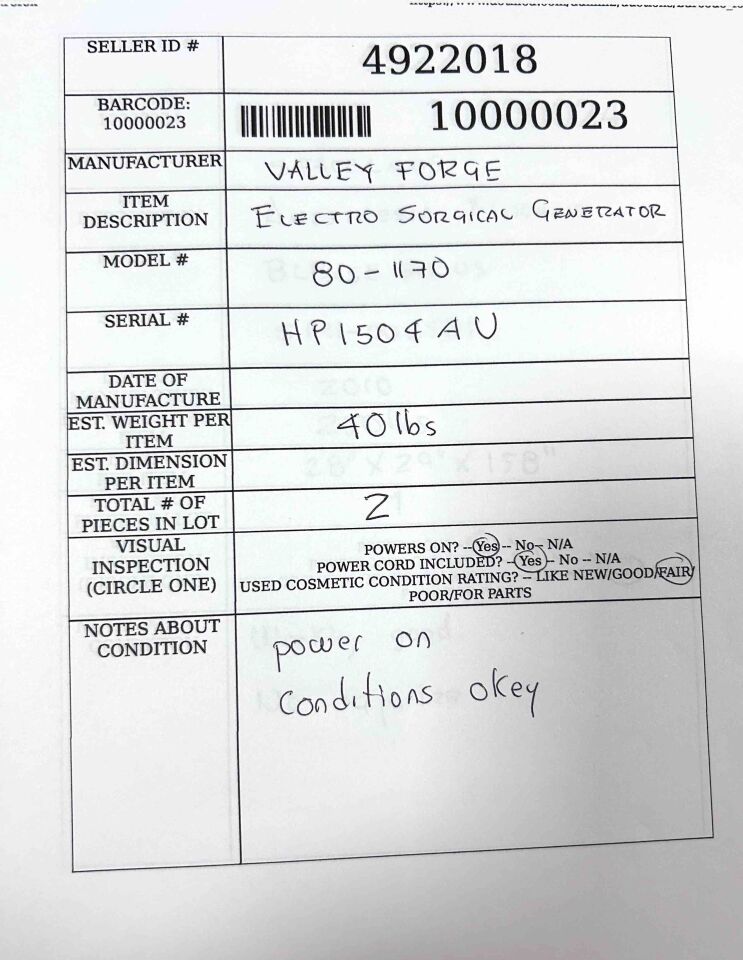 SELLER ID # 4922018
BARCODE: 10000023
10000023
MANUFACTURER VALLEY FORGE
ITEM DESCRIPTION ELECTRO SURGICAL GENERATOR
MODEL # 80-1170
SERIAL # HP1504AU
DATE OF MANUFACTURE
EST. WEIGHT PER ITEM 40 lbs
EST. DIMENSION PER ITEM
TOTAL # OF PIECES IN LOT 2
VISUAL INSPECTION (CIRCLE ONE)
POWERS ON? --Yes -- No-- N/A
POWER CORD INCLUDED? --Yes -- No -- N/A
USED COSMETIC CONDITION RATING? -- LIKE NEW/GOOD/FAIR/
POOR/FOR PARTS
NOTES ABOUT CONDITION
power on
Conditions okey